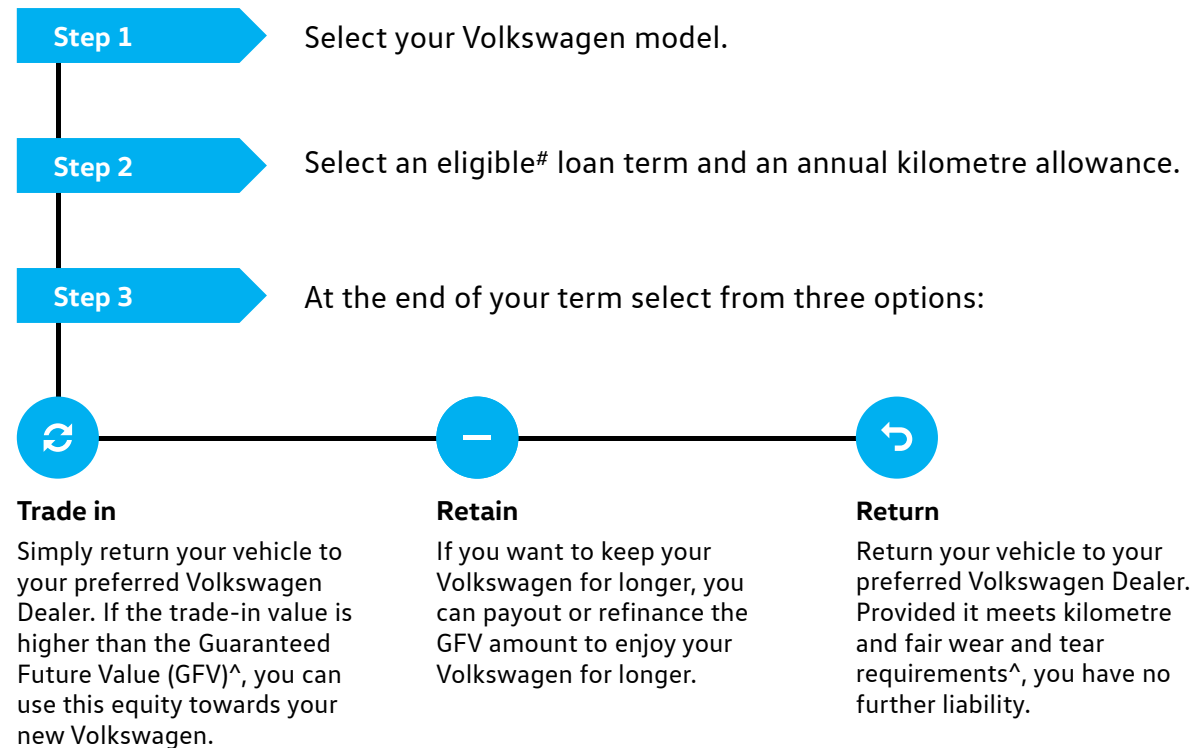 Step 1
Select your Volkswagen model.
Step 2
Select an eligible# loan term and an annual kilometre allowance.
Step 3
At the end of your term select from three options:
Trade in
Simply return your vehicle to
your preferred Volkswagen
Dealer. If the trade-in value is
higher than the Guaranteed
Future Value (GFV)^, you can
use this equity towards your
new Volkswagen.
Retain
If you want to keep your
Volkswagen for longer, you
can payout or refinance the
GFV amount to enjoy your
Volkswagen for longer.
Return
Return your vehicle to your
preferred Volkswagen Dealer.
Provided it meets kilometre
and fair wear and tear
requirements^, you have no
further liability.